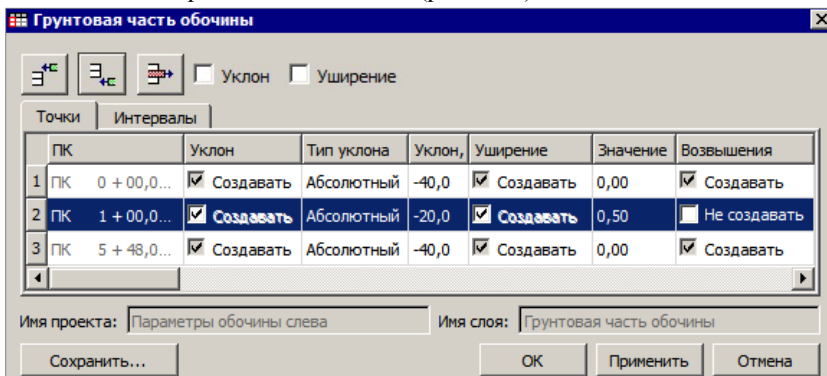 Грунтовая часть обочины
Уклон Уширение
Точки Интервалы
ПК Уклон Тип уклона Уклон, Уширение Значение Возвышения
1 ПК 0 + 00,0... Создавать Абсолютный -40,0 Создавать 0,00 Создавать
2 ПК 1 + 00,0... Создавать Абсолютный -20,0 Создавать 0,50 Не создавать
3 ПК 5 + 48,0... Создавать Абсолютный -40,0 Создавать 0,00 Создавать
Имя проекта: Параметры обочины слева Имя слоя: Грунтовая часть обочины
Сохранить... ОК Применить Отмена